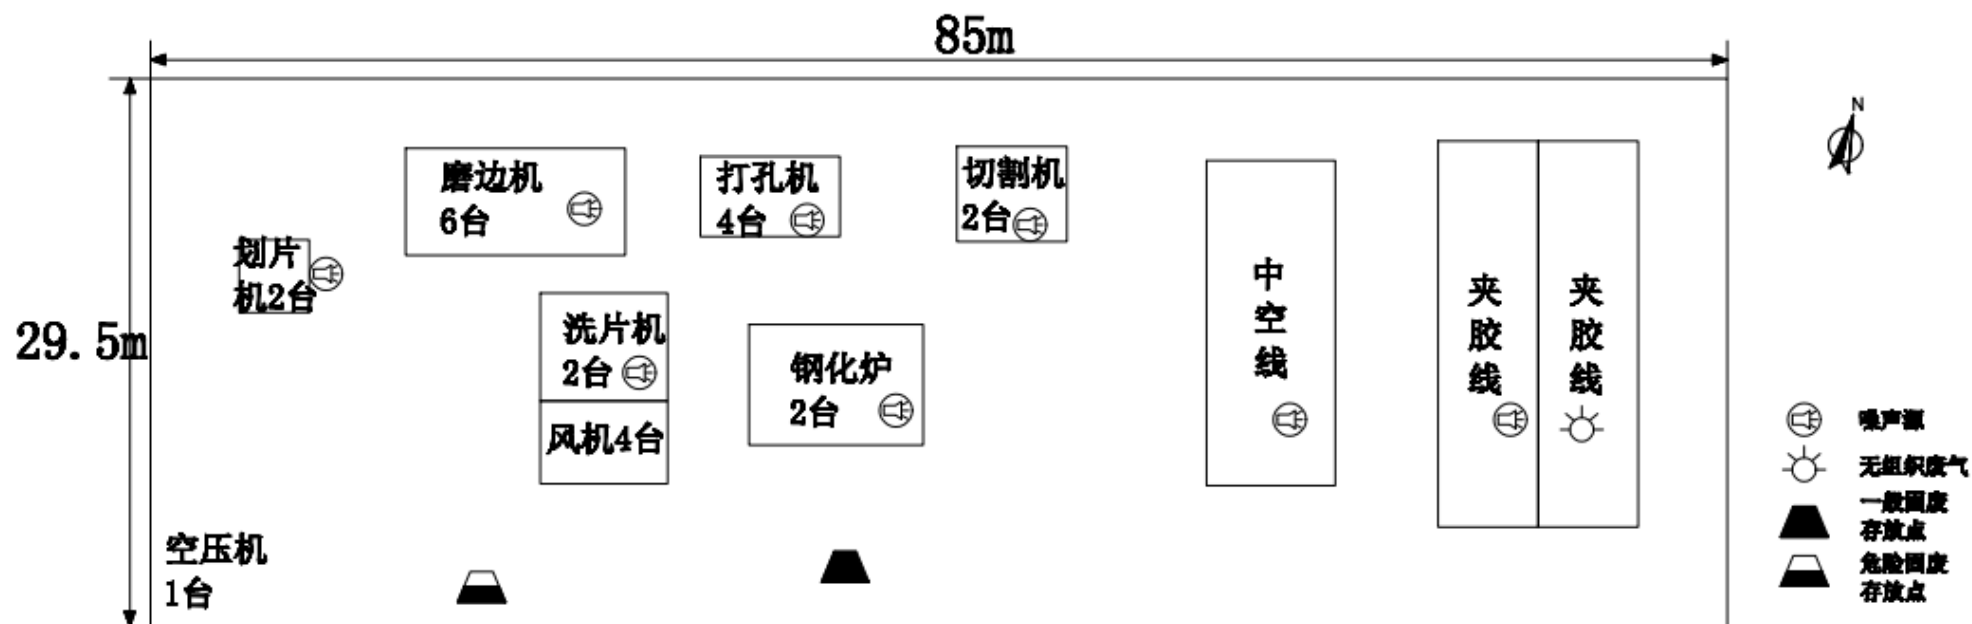 85m
N
磨边机
6台
打孔机
4台
切割机
2台
划片
机2台
29.5m
洗片机
2台
风机4台
钢化炉
2台
中
空
线
夹
胶
线
夹
胶
线
空压机
1台
噪声源
无组织废气
一般固废
存放点
危险固废
存放点